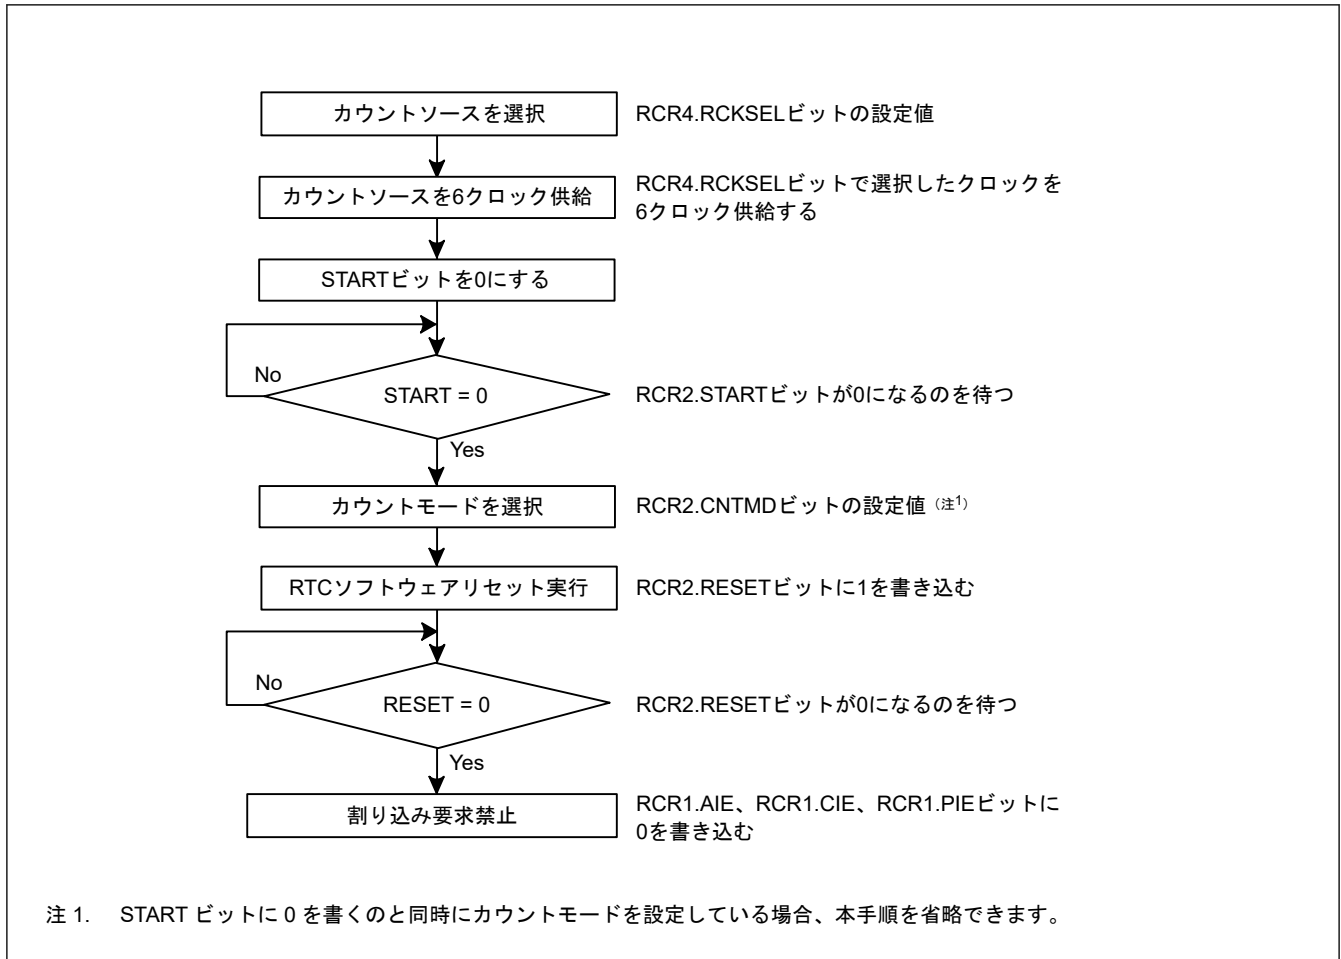 カウントソースを選択
RCR4.RCKSELビットの設定値
カウントソースを6クロック供給
RCR4.RCKSELビットで選択したクロックを
6クロック供給する
STARTビットを0にする
No
START = 0
RCR2.STARTビットが0になるのを待つ
Yes
カウントモードを選択
RCR2.CNTMDビットの設定値（注1）
RTCソフトウェアリセット実行
RCR2.RESETビットに1を書き込む
No
RESET = 0
RCR2.RESETビットが0になるのを待つ
Yes
割り込み要求禁止
RCR1.AIE、RCR1.CIE、RCR1.PIEビットに
0を書き込む
注 1. START ビットに 0 を書くのと同時にカウントモードを設定している場合、本手順を省略できます。